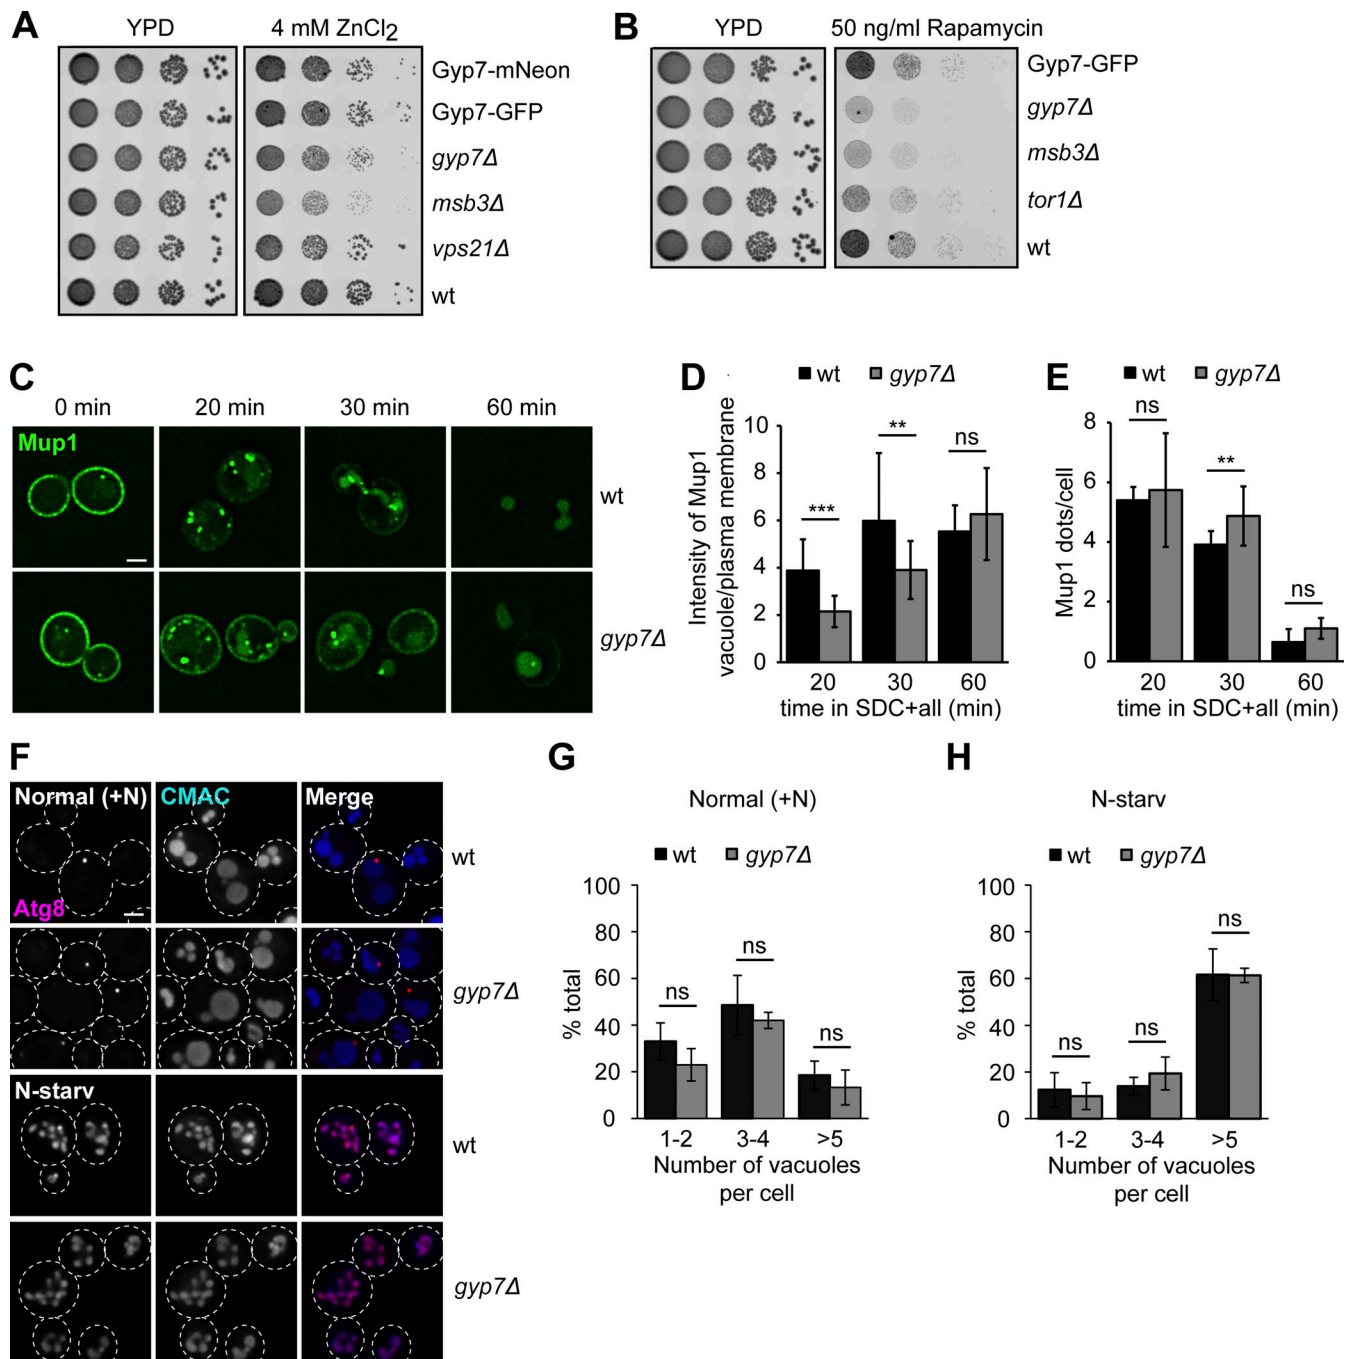 A
YPD
4 mM ZnCl2
Gyp7-mNeon
Gyp7-GFP
gyp7Δ
msb3Δ
vps21Δ
wt
B
YPD
50 ng/ml Rapamycin
Gyp7-GFP
gyp7Δ
msb3Δ
tor1Δ
wt
C
0 min
20 min
30 min
60 min
Mup1
wt
gyp7Δ
D
wt
gyp7Δ
Intensity of Mup1
vacuole/plasma membrane
10
8
6
4
2
0
***
**
ns
20
30
60
time in SDC+all (min)
E
wt
gyp7Δ
Mup1 dots/cell
8
6
4
2
0
ns
**
ns
20
30
60
time in SDC+all (min)
F
Normal (+N)
CMAC
Merge
Atg8
wt
gyp7Δ
N-starv
wt
gyp7Δ
G
Normal (+N)
wt
gyp7Δ
% total
100
80
60
40
20
0
ns
ns
ns
1-2
3-4
>5
Number of vacuoles
per cell
H
N-starv
wt
gyp7Δ
% total
100
80
60
40
20
0
ns
ns
ns
1-2
3-4
>5
Number of vacuoles
per cell